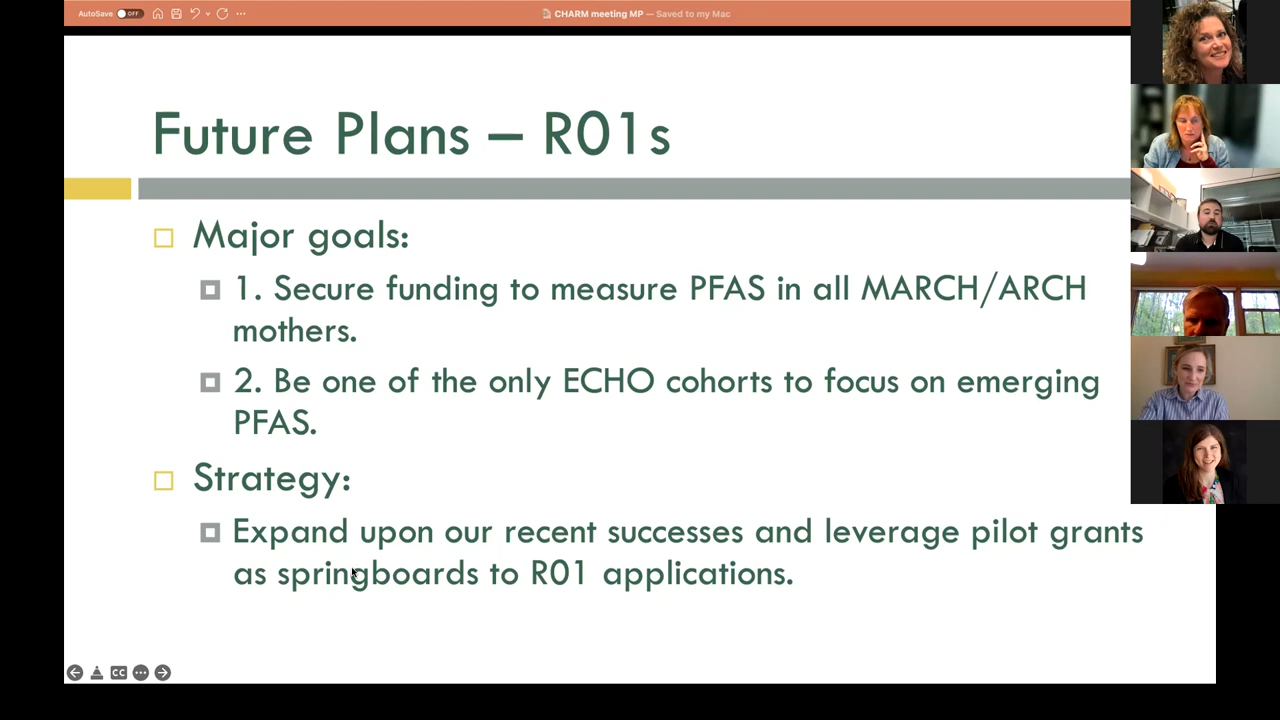 AutoSave OFF
CHARM meeting MP — Saved to my Mac
Future Plans – R01s
Major goals:
1. Secure funding to measure PFAS in all MARCH/ARCH
mothers.
2. Be one of the only ECHO cohorts to focus on emerging
PFAS.
Strategy:
Expand upon our recent successes and leverage pilot grants
as springboards to R01 applications.
CC